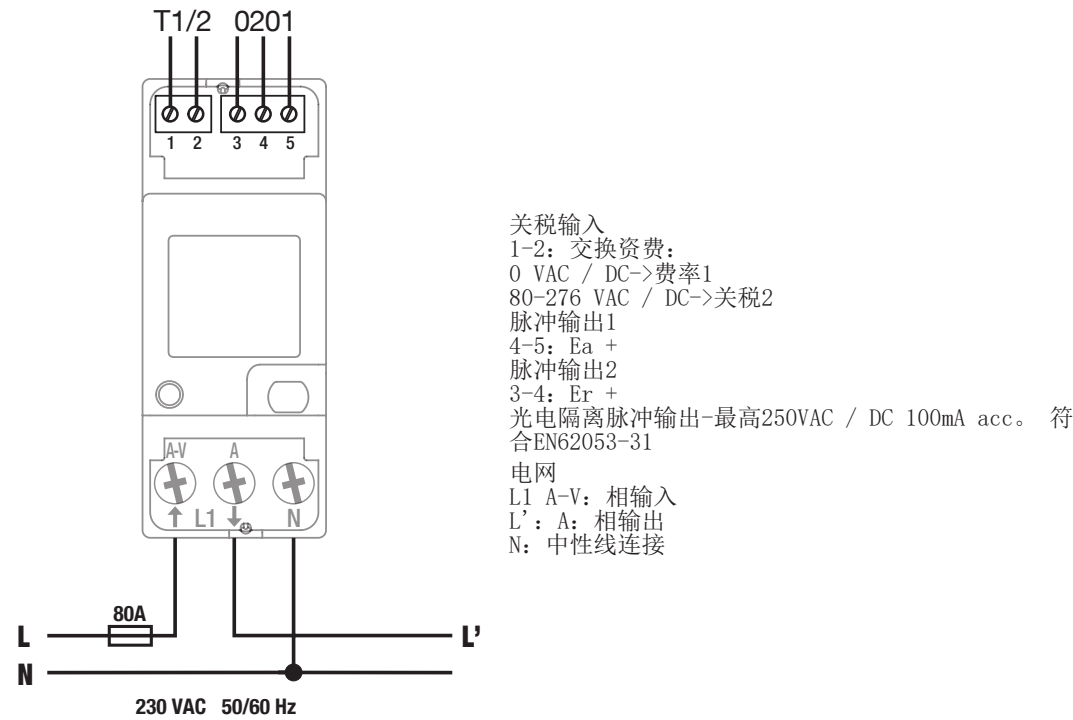 T1/2 0201
1 2 3 4 5
关税输入
1-2: 交换资费:
0 VAC / DC->费率1
80-276 VAC / DC->关税2
脉冲输出1
4-5: Ea +
脉冲输出2
3-4: Er +
光电隔离脉冲输出-最高250VAC / DC 100mA acc。 符
合EN62053-31
电网
L1 A-V: 相输入
L': A: 相输出
N: 中性线连接
A-V A
L1 N
80A
L L'
N
230 VAC 50/60 Hz